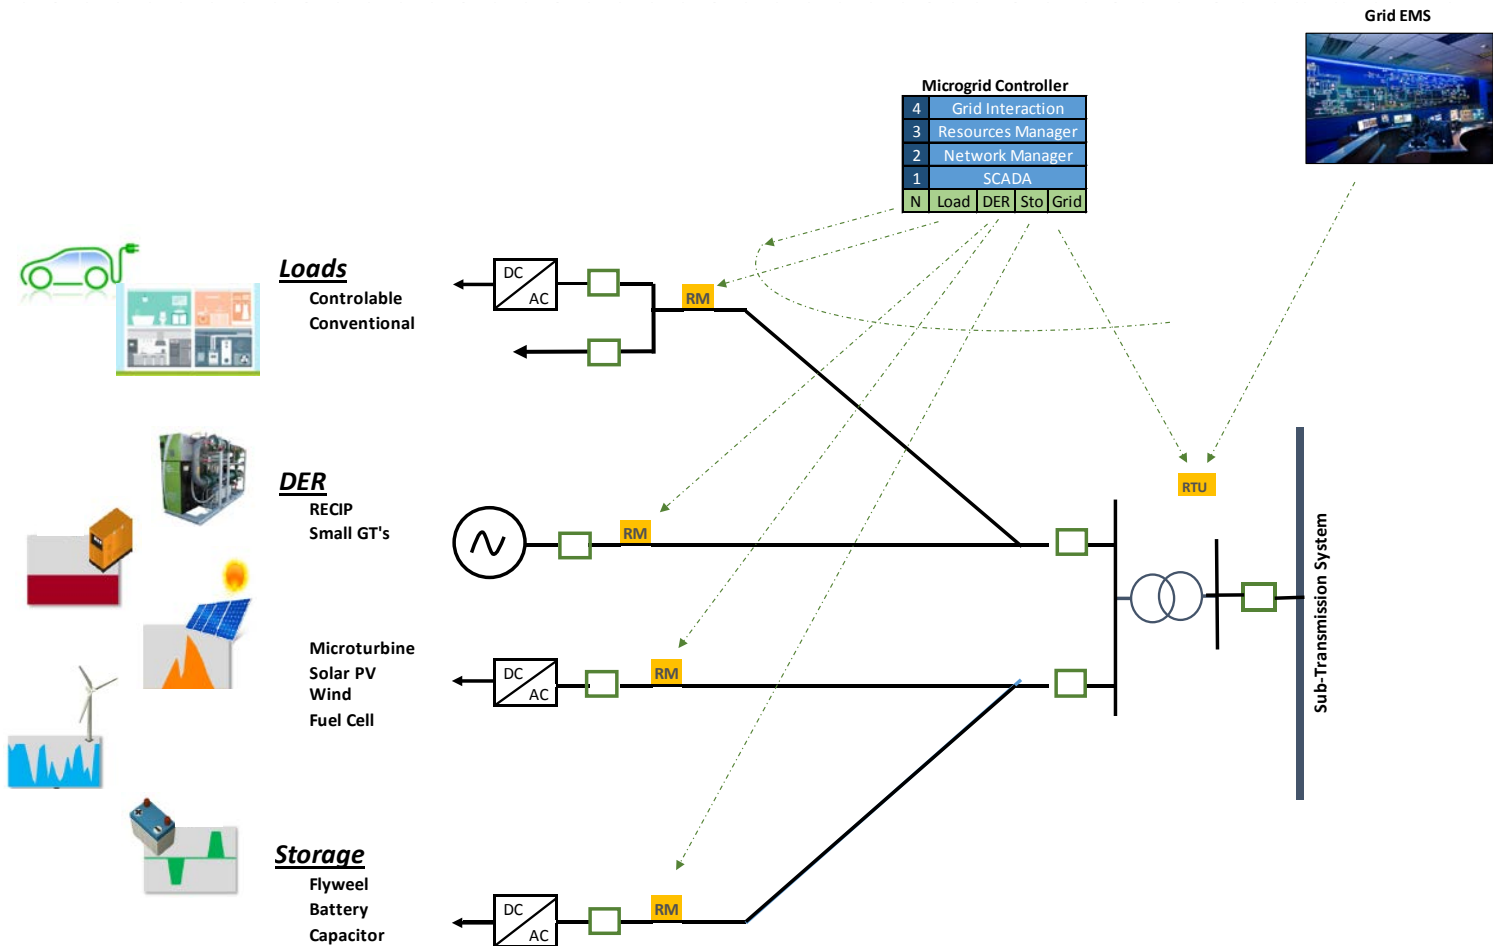 Grid EMS
Microgrid Controller
4 Grid Interaction
3 Resources Manager
2 Network Manager
1 SCADA
N Load DER Sto Grid
Loads
Controlable
Conventional
DC
AC
RM
DER
RECIP
Small GT's
RM
RTU
Microturbine
Solar PV
Wind
Fuel Cell
DC
AC
RM
Sub-Transmission System
Storage
Flyweel
Battery
Capacitor
DC
AC
RM